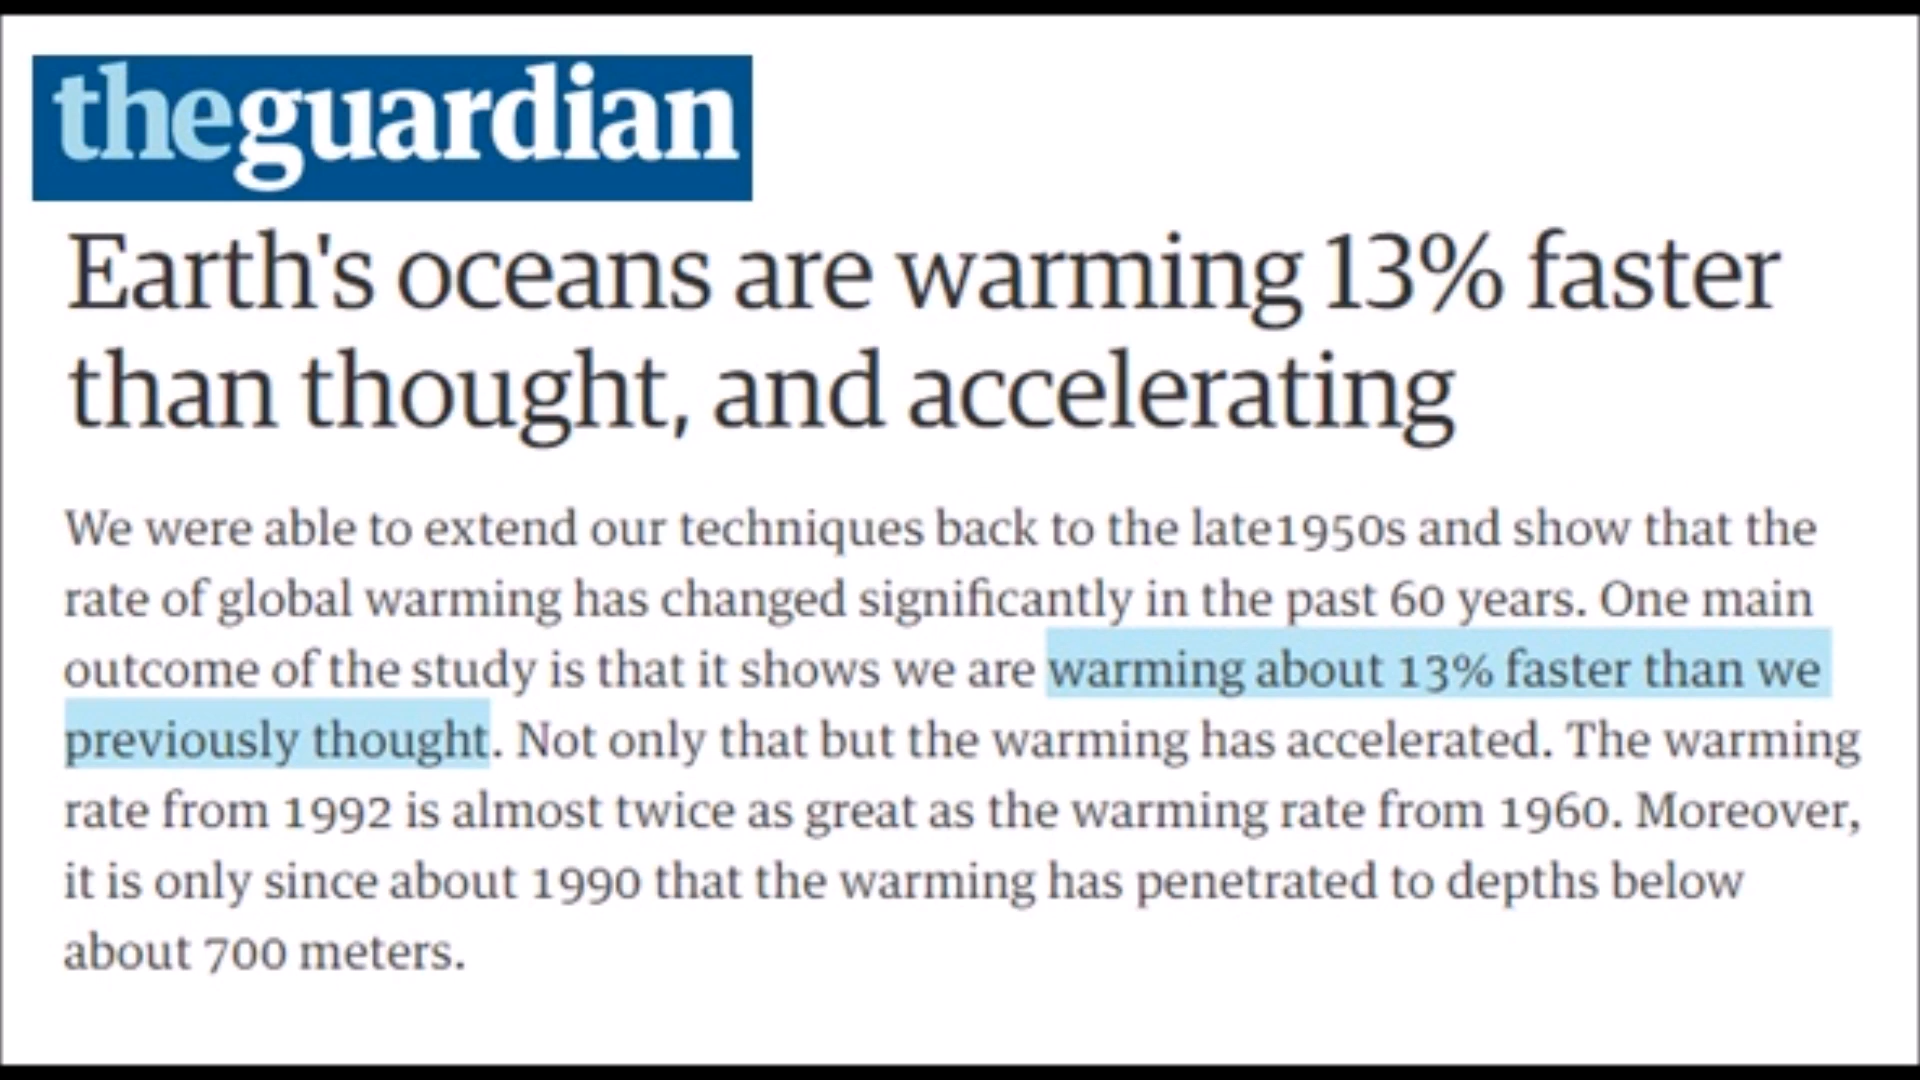 theguardian
Earth's oceans are warming 13% faster
than thought, and accelerating
We were able to extend our techniques back to the late1950s and show that the
rate of global warming has changed significantly in the past 60 years. One main
outcome of the study is that it shows we are warming about 13% faster than we
previously thought. Not only that but the warming has accelerated. The warming
rate from 1992 is almost twice as great as the warming rate from 1960. Moreover,
it is only since about 1990 that the warming has penetrated to depths below
about 700 meters.